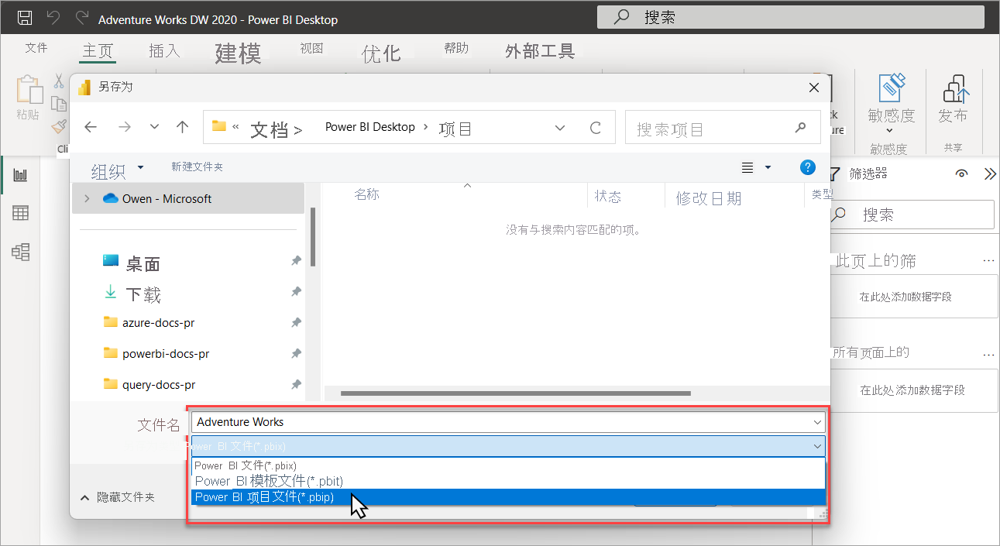 Adventure Works DW 2020 - Power BI Desktop
搜索
文件 主页 插入 建模 视图 优化 帮助 外部工具
另存为
粘贴
敏感度
发布
敏感度
共享
文档 > Power BI Desktop > 项目
搜索项目
组织 新建文件夹
?
筛选器
Owen - Microsoft
名称 状态 修改日期 类型
没有与搜索内容匹配的项。
搜索
桌面
下载
azure-docs-pr
powerbi-docs-pr
query-docs-pr
此页上的筛
...
在此处添加数据字段
所有页面上的
...
在此处添加数据字段
文件名 Adventure Works
Power BI 文件(*.pbix)
Power BI 文件(*.pbix)
Power BI 模板文件(*.pbit)
Power BI 项目文件(*.pbip)
隐藏文件夹